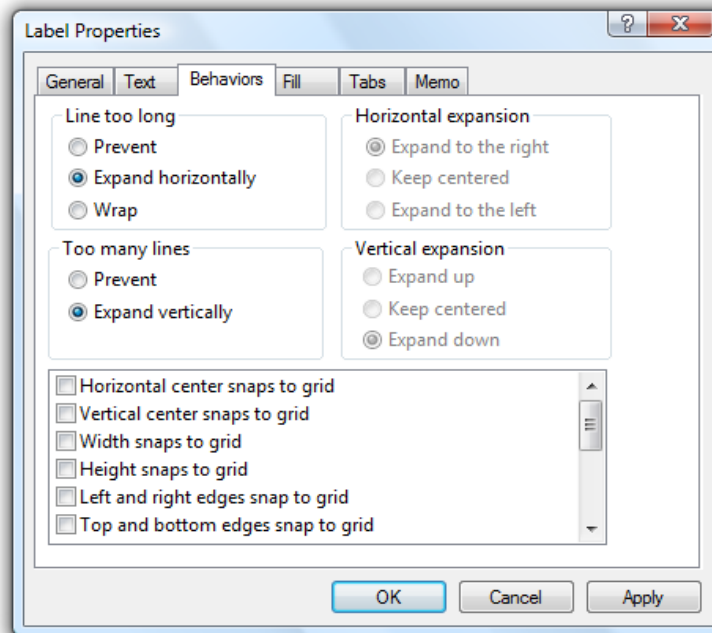 Label Properties
?
General Text Behaviors Fill Tabs Memo
Line too long
Prevent
Expand horizontally
Wrap
Horizontal expansion
Expand to the right
Keep centered
Expand to the left
Too many lines
Prevent
Expand vertically
Vertical expansion
Expand up
Keep centered
Expand down
Horizontal center snaps to grid
Vertical center snaps to grid
Width snaps to grid
Height snaps to grid
Left and right edges snap to grid
Top and bottom edges snap to grid
OK Cancel Apply